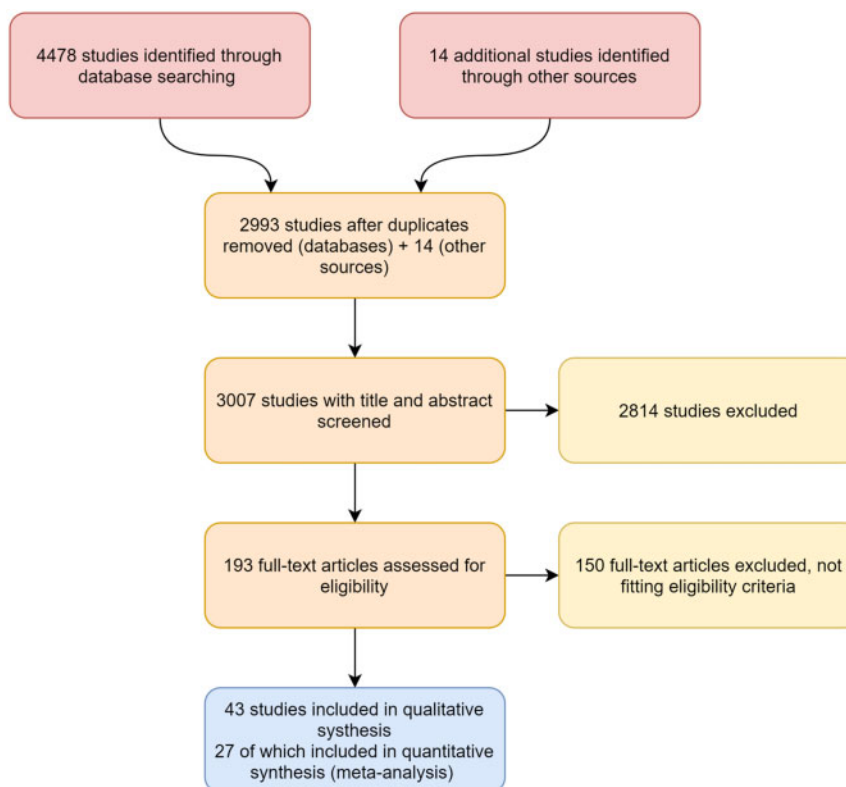 4478 studies identified through
database searching
14 additional studies identified
through other sources
2993 studies after duplicates
removed (databases) + 14 (other
sources)
3007 studies with title and abstract
screened
2814 studies excluded
193 full-text articles assessed for
eligibility
150 full-text articles excluded, not
fitting eligibility criteria
43 studies included in qualitative
systhesis
27 of which included in quantitative
synthesis (meta-analysis)